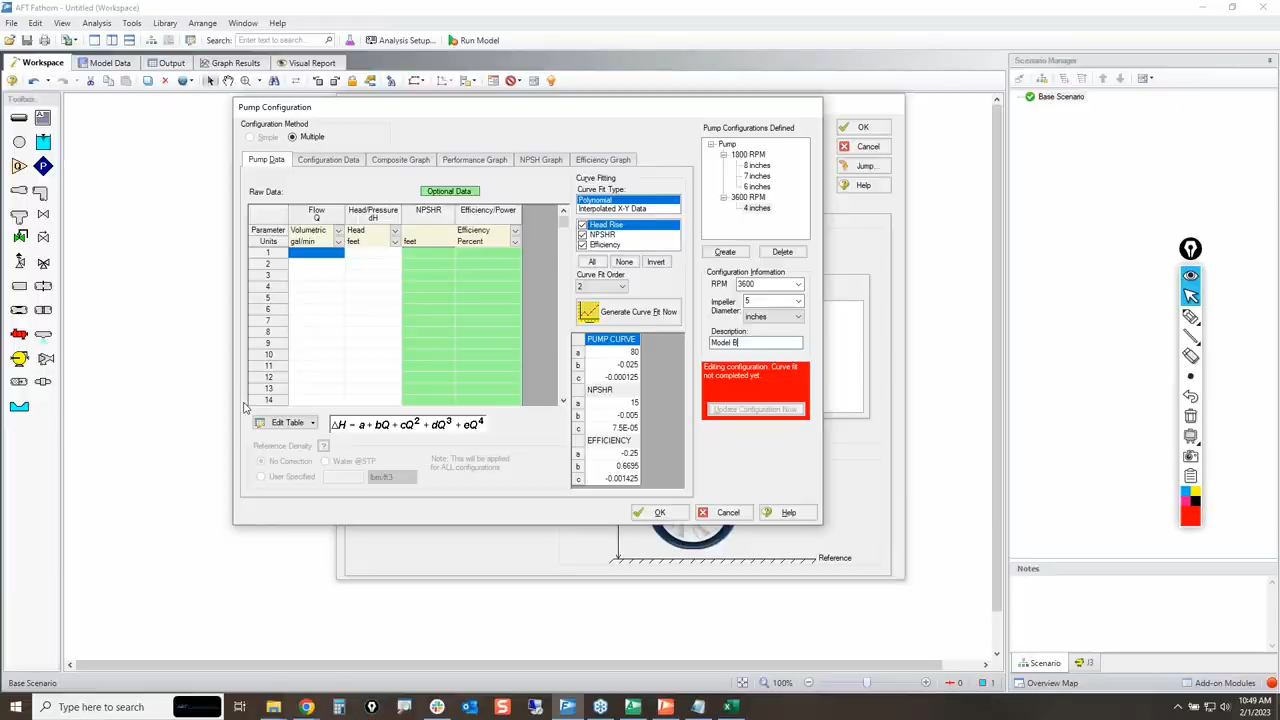 AFT Fathom - Untitled (Workspace)
File Edit View Analysis Tools Library Arrange Window Help
Search: Enter text to search... Analysis Setup... Run Model
Workspace Model Data Output Graph Results Visual Report
Toolbox
Scenario Manager
Base Scenario
OK
Cancel
Jump...
Help
Pump Configuration
Configuration Method
Simple Multiple
Pump Data Configuration Data Composite Graph Performance Graph NPSH Graph Efficiency Graph
Raw Data: Optional Data
Flow Head/Pressure NPSHR Efficiency/Power
Q dH
Parameter Volumetric Head Efficiency
Units gal/min feet feet Percent
1
2
3
4
5
6
7
8
9
10
11
12
13
14
Edit Table
△H = a + bQ + cQ² + dQ³ + eQ⁴
Reference Density ?
No Correction Water @STP
User Specified lbm/ft3
Note: This will be applied
for ALL configurations
Curve Fitting
Curve Fit Type:
Polynomial
Interpolated X-Y Data
Head Rise
NPSHR
Efficiency
All None Invert
Curve Fit Order
2
Generate Curve Fit Now
PUMP CURVE
a 80
b -0.025
c -0.000125
NPSHR
a 15
b -0.005
c 7.5E-05
EFFICIENCY
a -0.25
b 0.6695
c -0.001425
Pump Configurations Defined
Pump
1800 RPM
8 inches
7 inches
6 inches
3600 RPM
4 inches
Create Delete
Configuration Information
RPM 3600
Impeller 5
Diameter: inches
Description:
Model B
Editing configuration. Curve fit
not completed yet.
Update Configuration Now
OK Cancel Help
Reference
Notes
Scenario J3
Overview Map
Base Scenario
100% 0 1 Add-on Modules
Type here to search
10:49 AM
2/1/2023